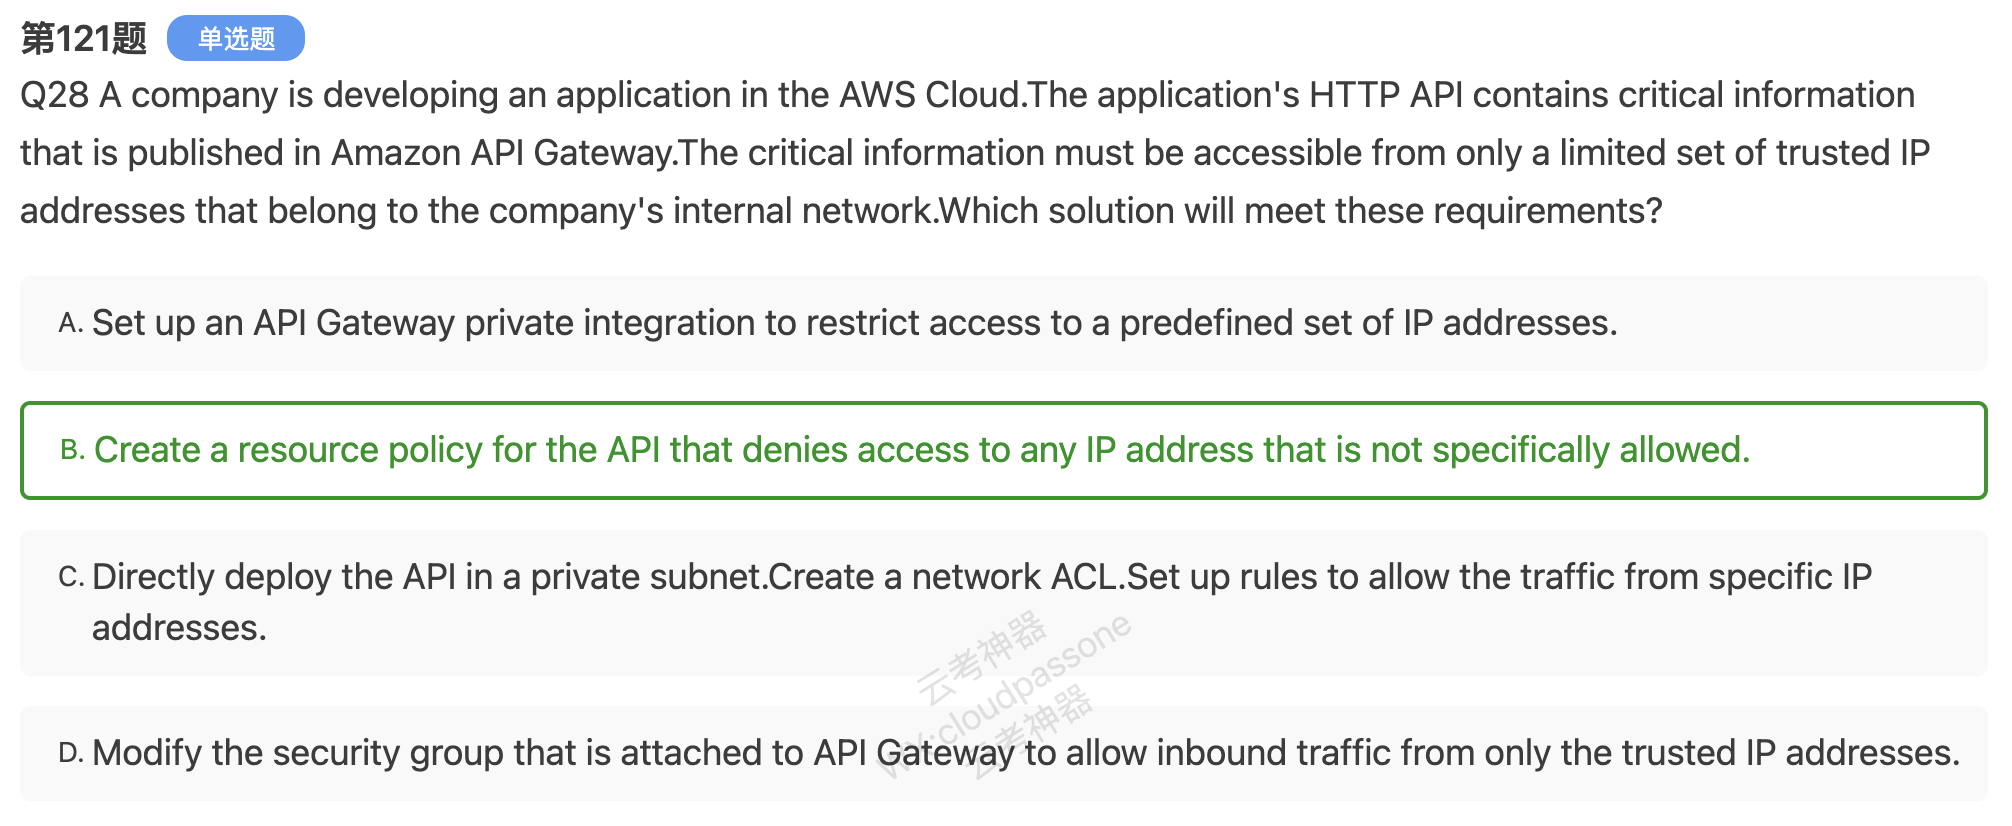 第121题 单选题
Q28 A company is developing an application in the AWS Cloud.The application's HTTP API contains critical information
that is published in Amazon API Gateway.The critical information must be accessible from only a limited set of trusted IP
addresses that belong to the company's internal network.Which solution will meet these requirements?
A. Set up an API Gateway private integration to restrict access to a predefined set of IP addresses.
B. Create a resource policy for the API that denies access to any IP address that is not specifically allowed.
C. Directly deploy the API in a private subnet.Create a network ACL.Set up rules to allow the traffic from specific IP
addresses.
云考神器
cloudpassone
云考神器
D. Modify the security group that is attached to API Gateway to allow inbound traffic from only the trusted IP addresses.